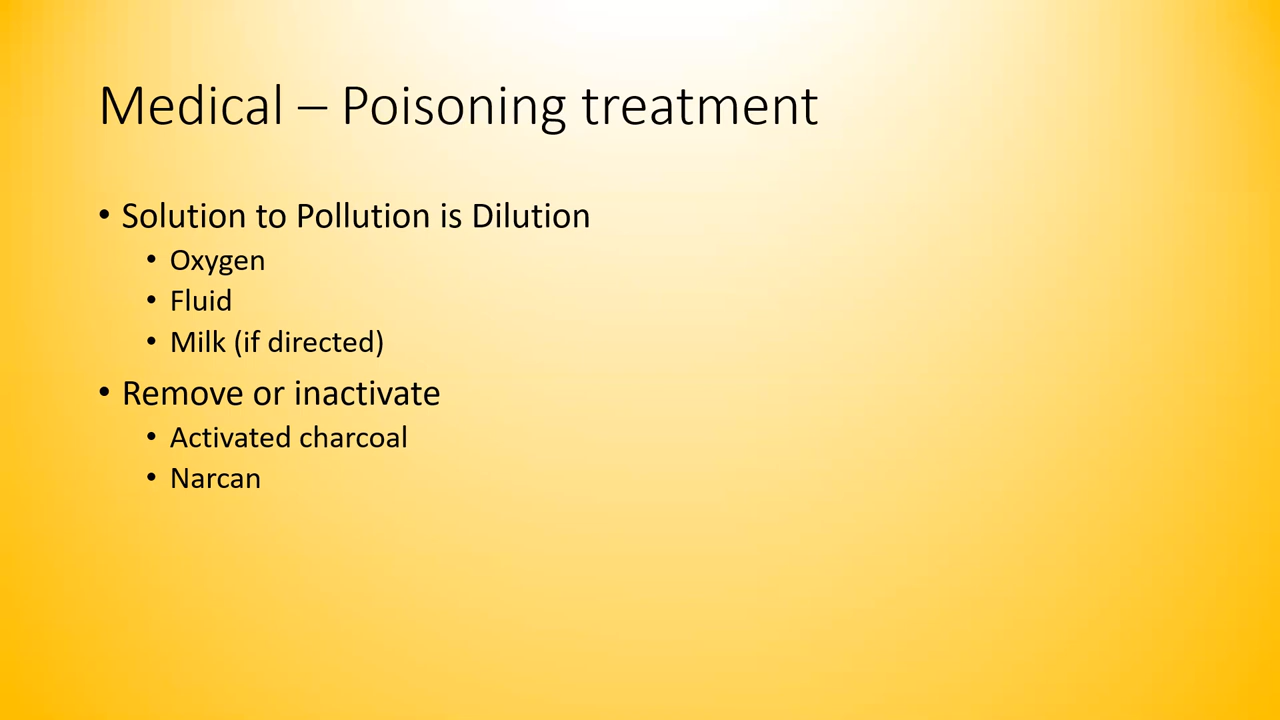 Medical – Poisoning treatment
• Solution to Pollution is Dilution
• Oxygen
• Fluid
• Milk (if directed)
• Remove or inactivate
• Activated charcoal
• Narcan